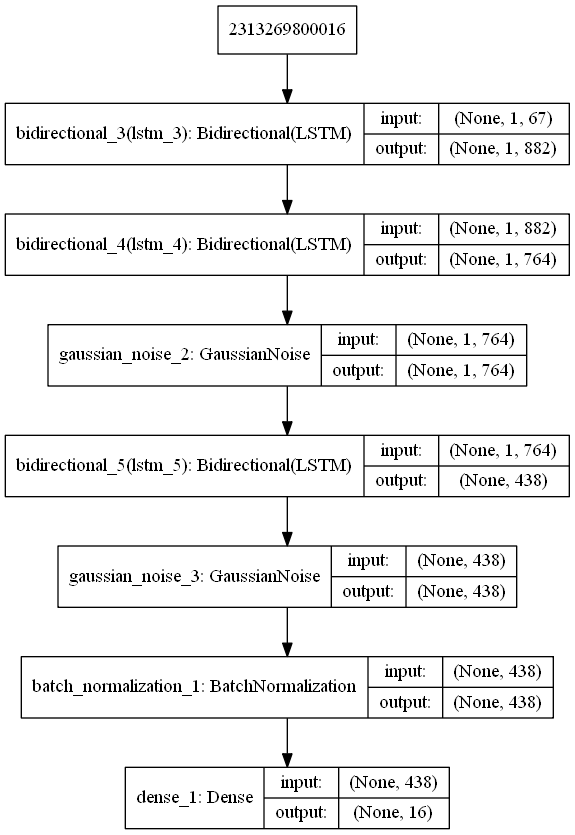 2313269800016
bidirectional_3(lstm_3): Bidirectional(LSTM)
input: (None, 1, 67)
output: (None, 1, 882)
bidirectional_4(lstm_4): Bidirectional(LSTM)
input: (None, 1, 882)
output: (None, 1, 764)
gaussian_noise_2: GaussianNoise
input: (None, 1, 764)
output: (None, 1, 764)
bidirectional_5(lstm_5): Bidirectional(LSTM)
input: (None, 1, 764)
output: (None, 438)
gaussian_noise_3: GaussianNoise
input: (None, 438)
output: (None, 438)
batch_normalization_1: BatchNormalization
input: (None, 438)
output: (None, 438)
dense_1: Dense
input: (None, 438)
output: (None, 16)